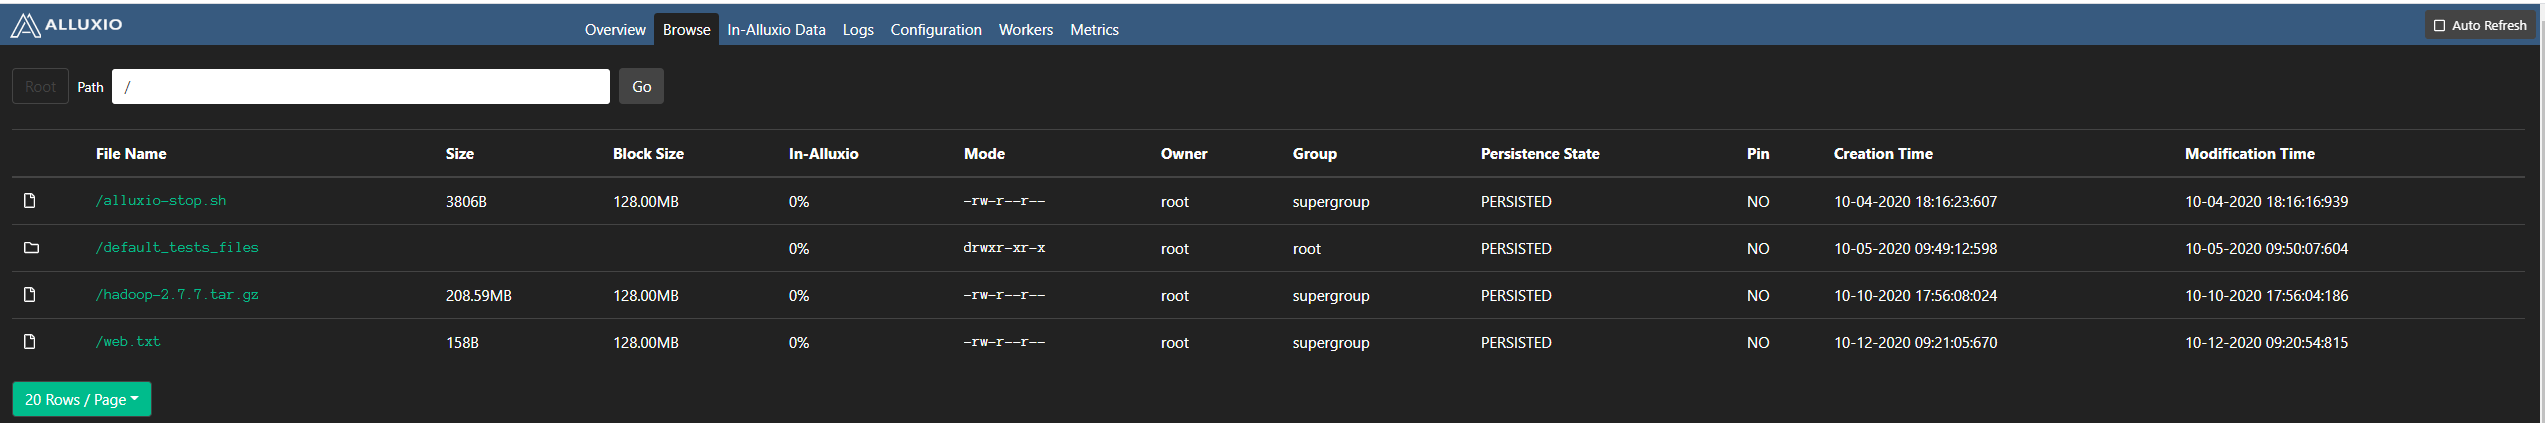 ALLUXIO Overview Browse In-Alluxio Data Logs Configuration Workers Metrics Auto Refresh
Root Path / Go
File Name Size Block Size In-Alluxio Mode Owner Group Persistence State Pin Creation Time Modification Time
/alluxio-stop.sh 3806B 128.00MB 0% -rw-r--r-- root supergroup PERSISTED NO 10-04-2020 18:16:23:607 10-04-2020 18:16:16:939
/default_tests_files 0% drwxr-xr-x root root PERSISTED NO 10-05-2020 09:49:12:598 10-05-2020 09:50:07:604
/hadoop-2.7.7.tar.gz 208.59MB 128.00MB 0% -rw-r--r-- root supergroup PERSISTED NO 10-10-2020 17:56:08:024 10-10-2020 17:56:04:186
/web.txt 158B 128.00MB 0% -rw-r--r-- root supergroup PERSISTED NO 10-12-2020 09:21:05:670 10-12-2020 09:20:54:815
20 Rows / Page